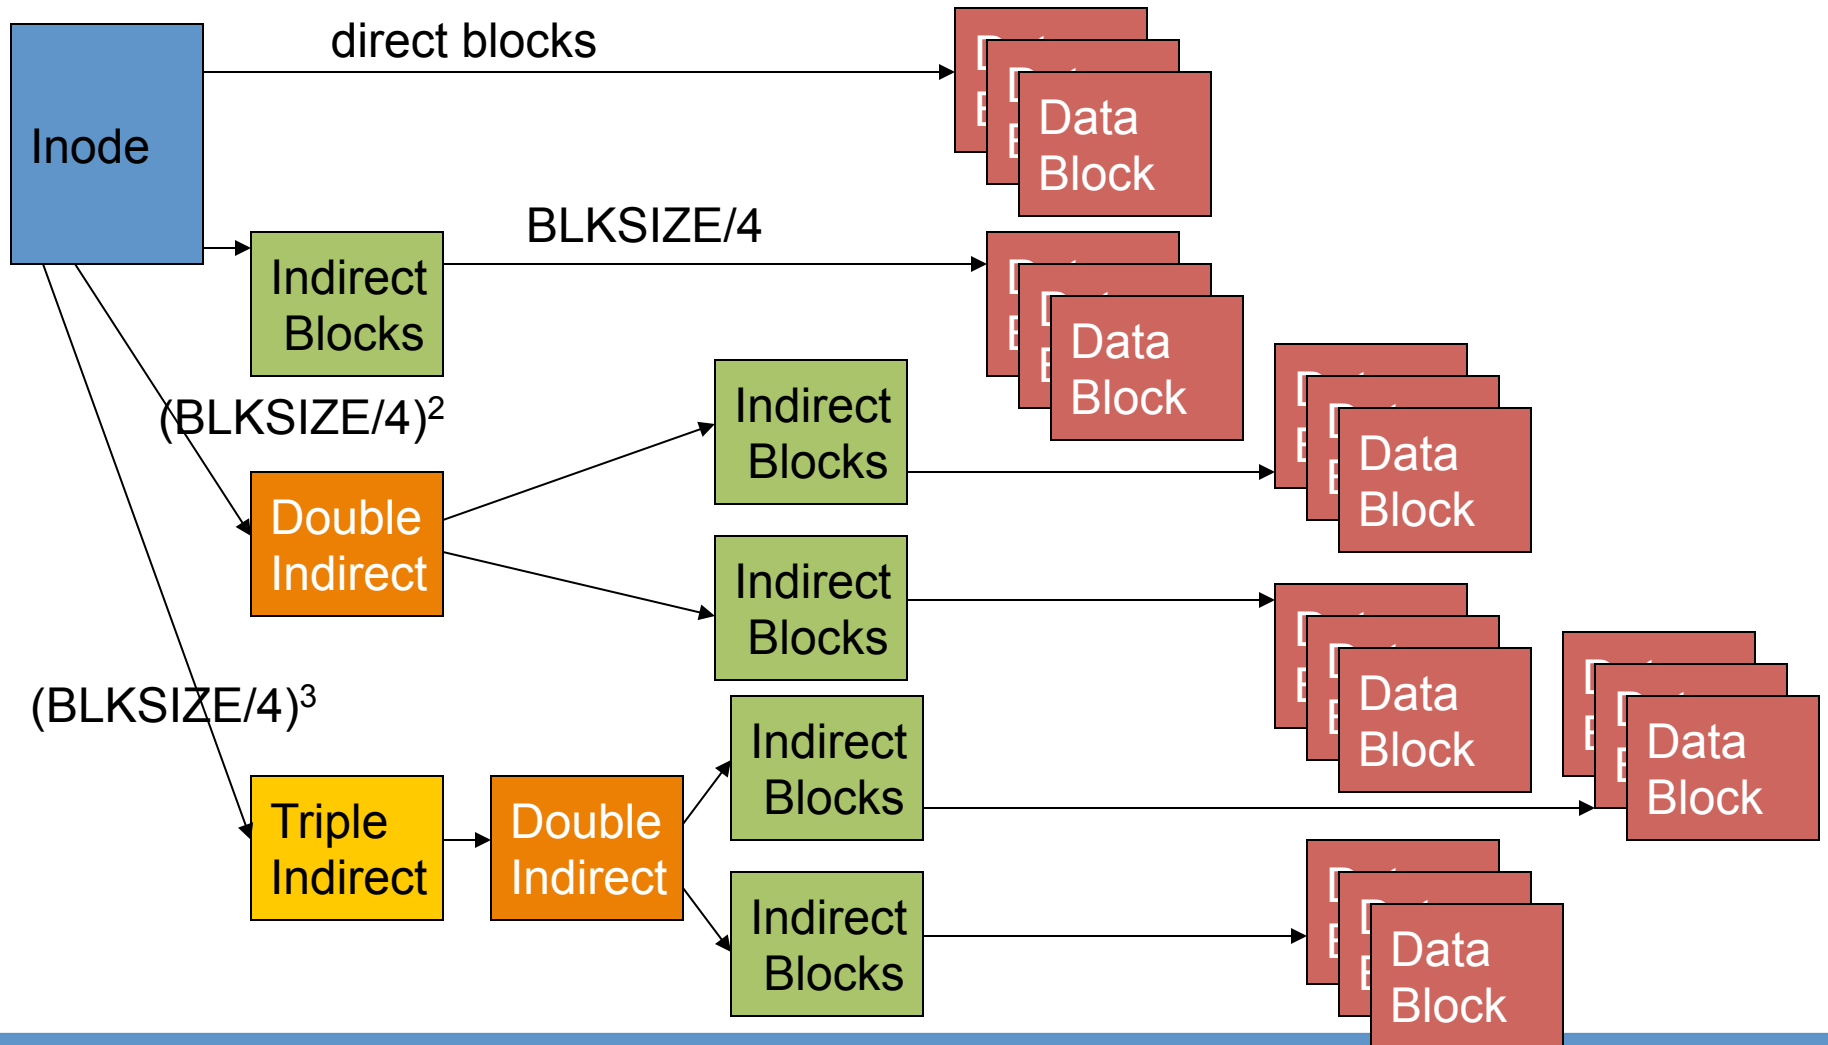 direct blocks
Inode
Data
Block
BLKSIZE/4
Indirect
Blocks
Data
Block
(BLKSIZE/4)2
Indirect
Blocks
Data
Block
Double
Indirect
Indirect
Blocks
Data
Block
(BLKSIZE/4)3
Indirect
Blocks
Data
Block
Triple
Indirect
Double
Indirect
Indirect
Blocks
Data
Block